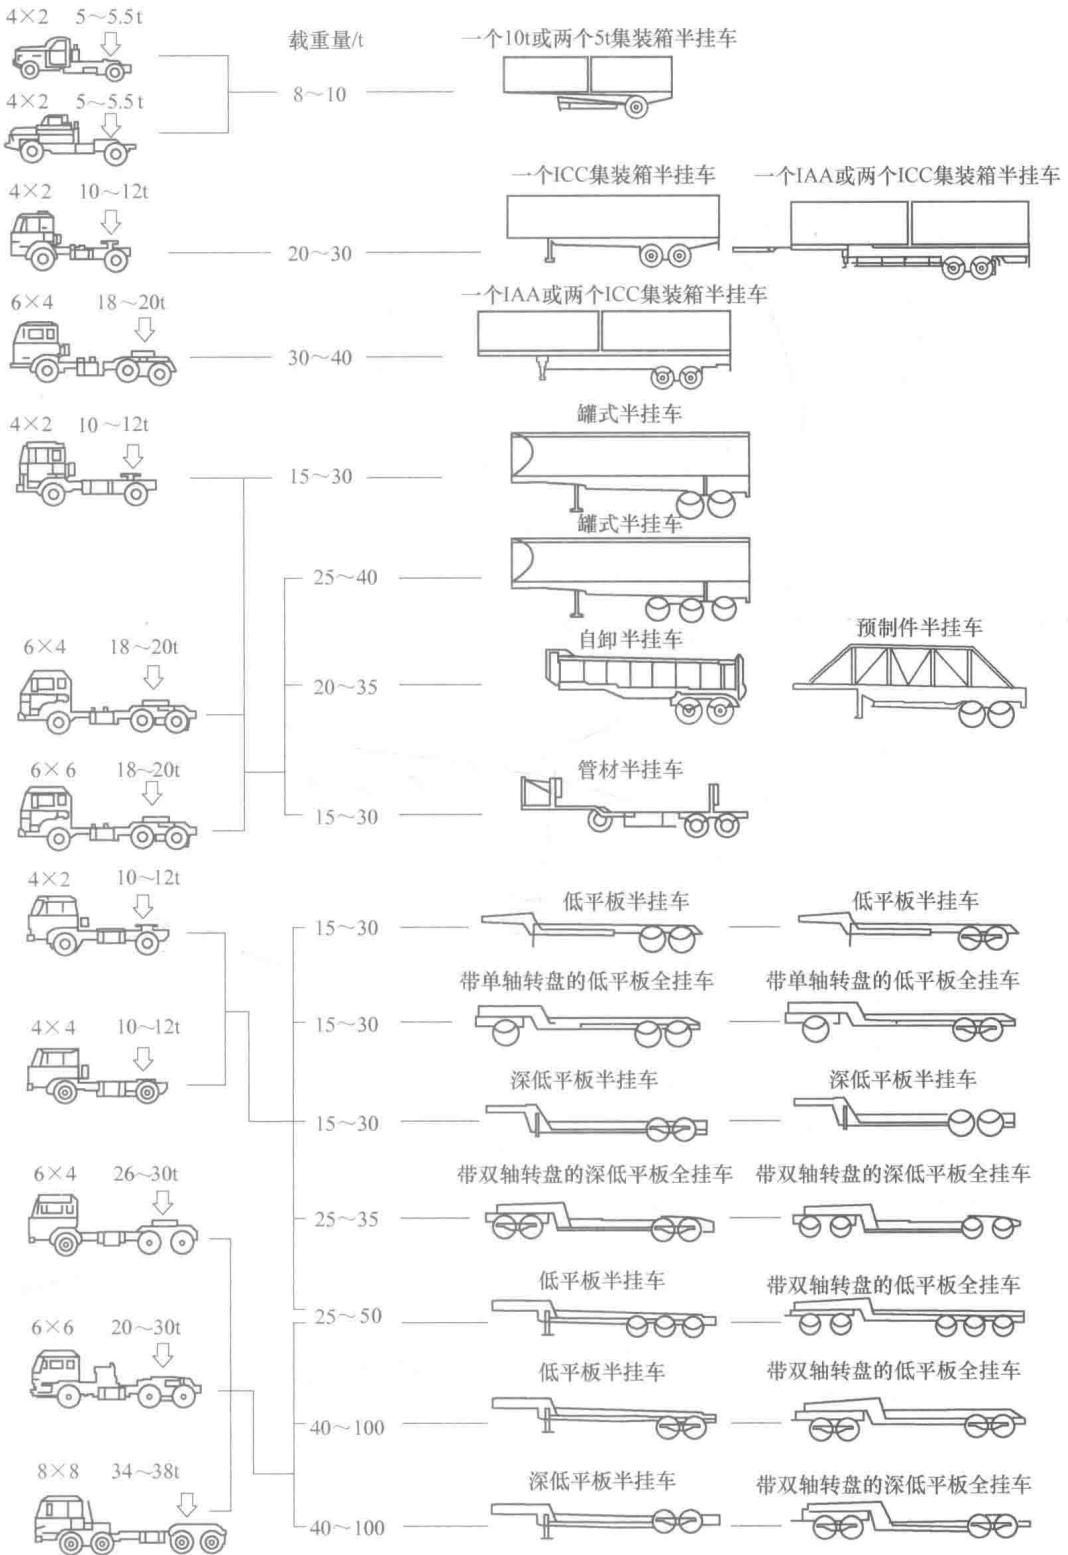 4×2 5～5.5t
载重量/t 一个10t或两个5t集装箱半挂车
8～10
4×2 5～5.5t
一个ICC集装箱半挂车 一个IAA或两个ICC集装箱半挂车
4×2 10～12t
20～30
一个IAA或两个ICC集装箱半挂车
6×4 18～20t
30～40
罐式半挂车
4×2 10～12t
15～30
罐式半挂车
25～40
自卸半挂车 预制件半挂车
6×4 18～20t
20～35
管材半挂车
6×6 18～20t
15～30
4×2 10～12t
低平板半挂车 低平板半挂车
15～30
带单轴转盘的低平板全挂车 带单轴转盘的低平板全挂车
4×4 10～12t
15～30
深低平板半挂车 深低平板半挂车
15～30
6×4 26～30t
带双轴转盘的深低平板全挂车 带双轴转盘的深低平板全挂车
25～35
低平板半挂车 带双轴转盘的低平板全挂车
25～50
6×6 20～30t
低平板半挂车 带双轴转盘的低平板全挂车
40～100
8×8 34～38t
深低平板半挂车 带双轴转盘的深低平板全挂车
40～100